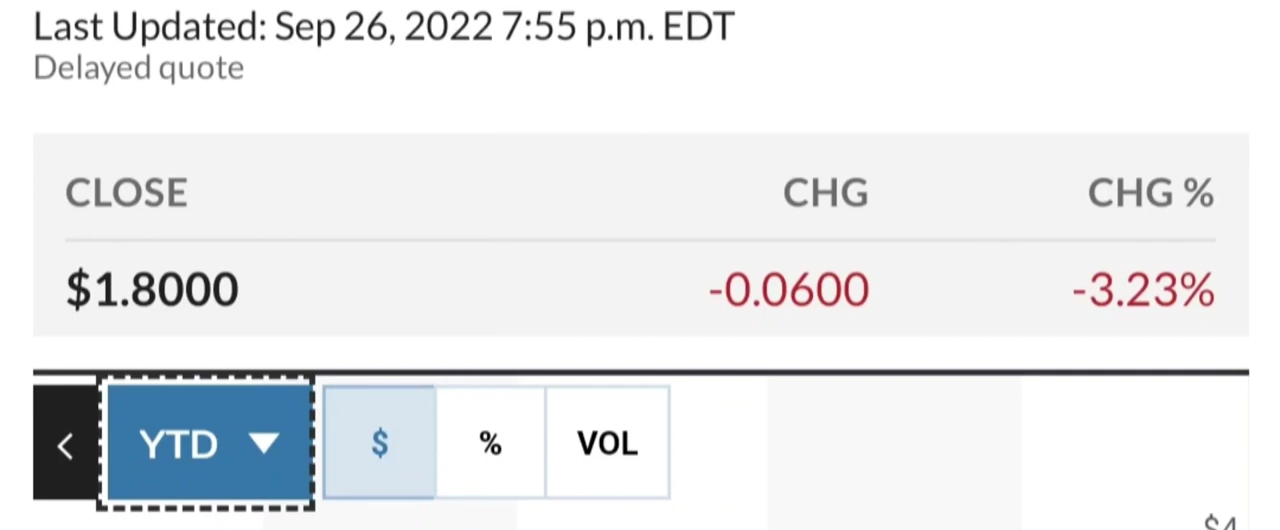 Last Updated: Sep 26, 2022 7:55 p.m. EDT
Delayed quote
CLOSE CHG CHG %
$1.8000 -0.0600 -3.23%
YTD $ % VOL
$4